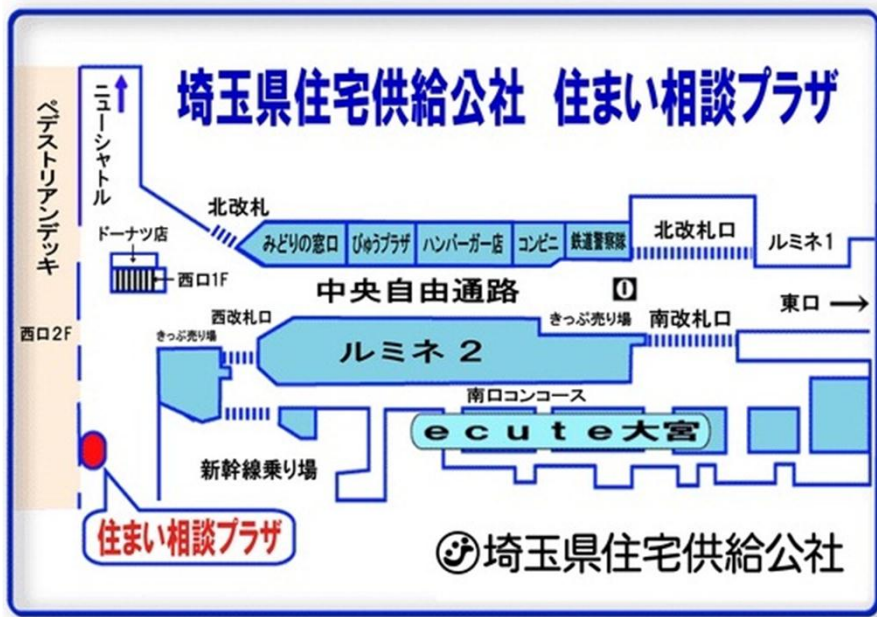 埼玉県住宅供給公社 住まい相談プラザ
ペデストリアンデッキ
ニューシャトル
北改札
みどりの窓口
びゅうプラザ
ハンバーガー店
コンビニ
鉄道警察隊
北改札口
ルミネ1
ドーナツ店
西口1F
中央自由通路
東口
西口2F
きっぷ売り場
西改札口
ルミネ 2
きっぷ売り場
南改札口
南口コンコース
ecute大宮
新幹線乗り場
住まい相談プラザ
埼玉県住宅供給公社